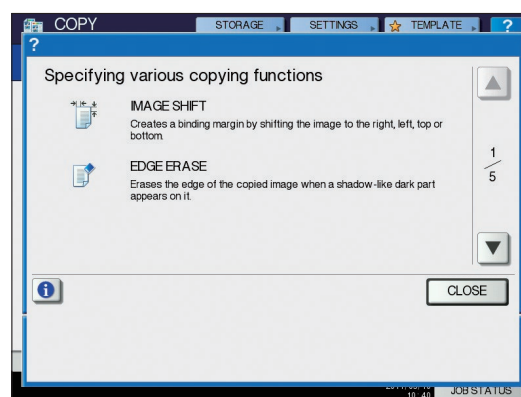 COPY
STORAGE SETTINGS TEMPLATE ?
?
Specifying various copying functions
IMAGE SHIFT
Creates a binding margin by shifting the image to the right, left, top or
bottom.
1
5
EDGE ERASE
Erases the edge of the copied image when a shadow-like dark part
appears on it.
CLOSE
JOB STATUS